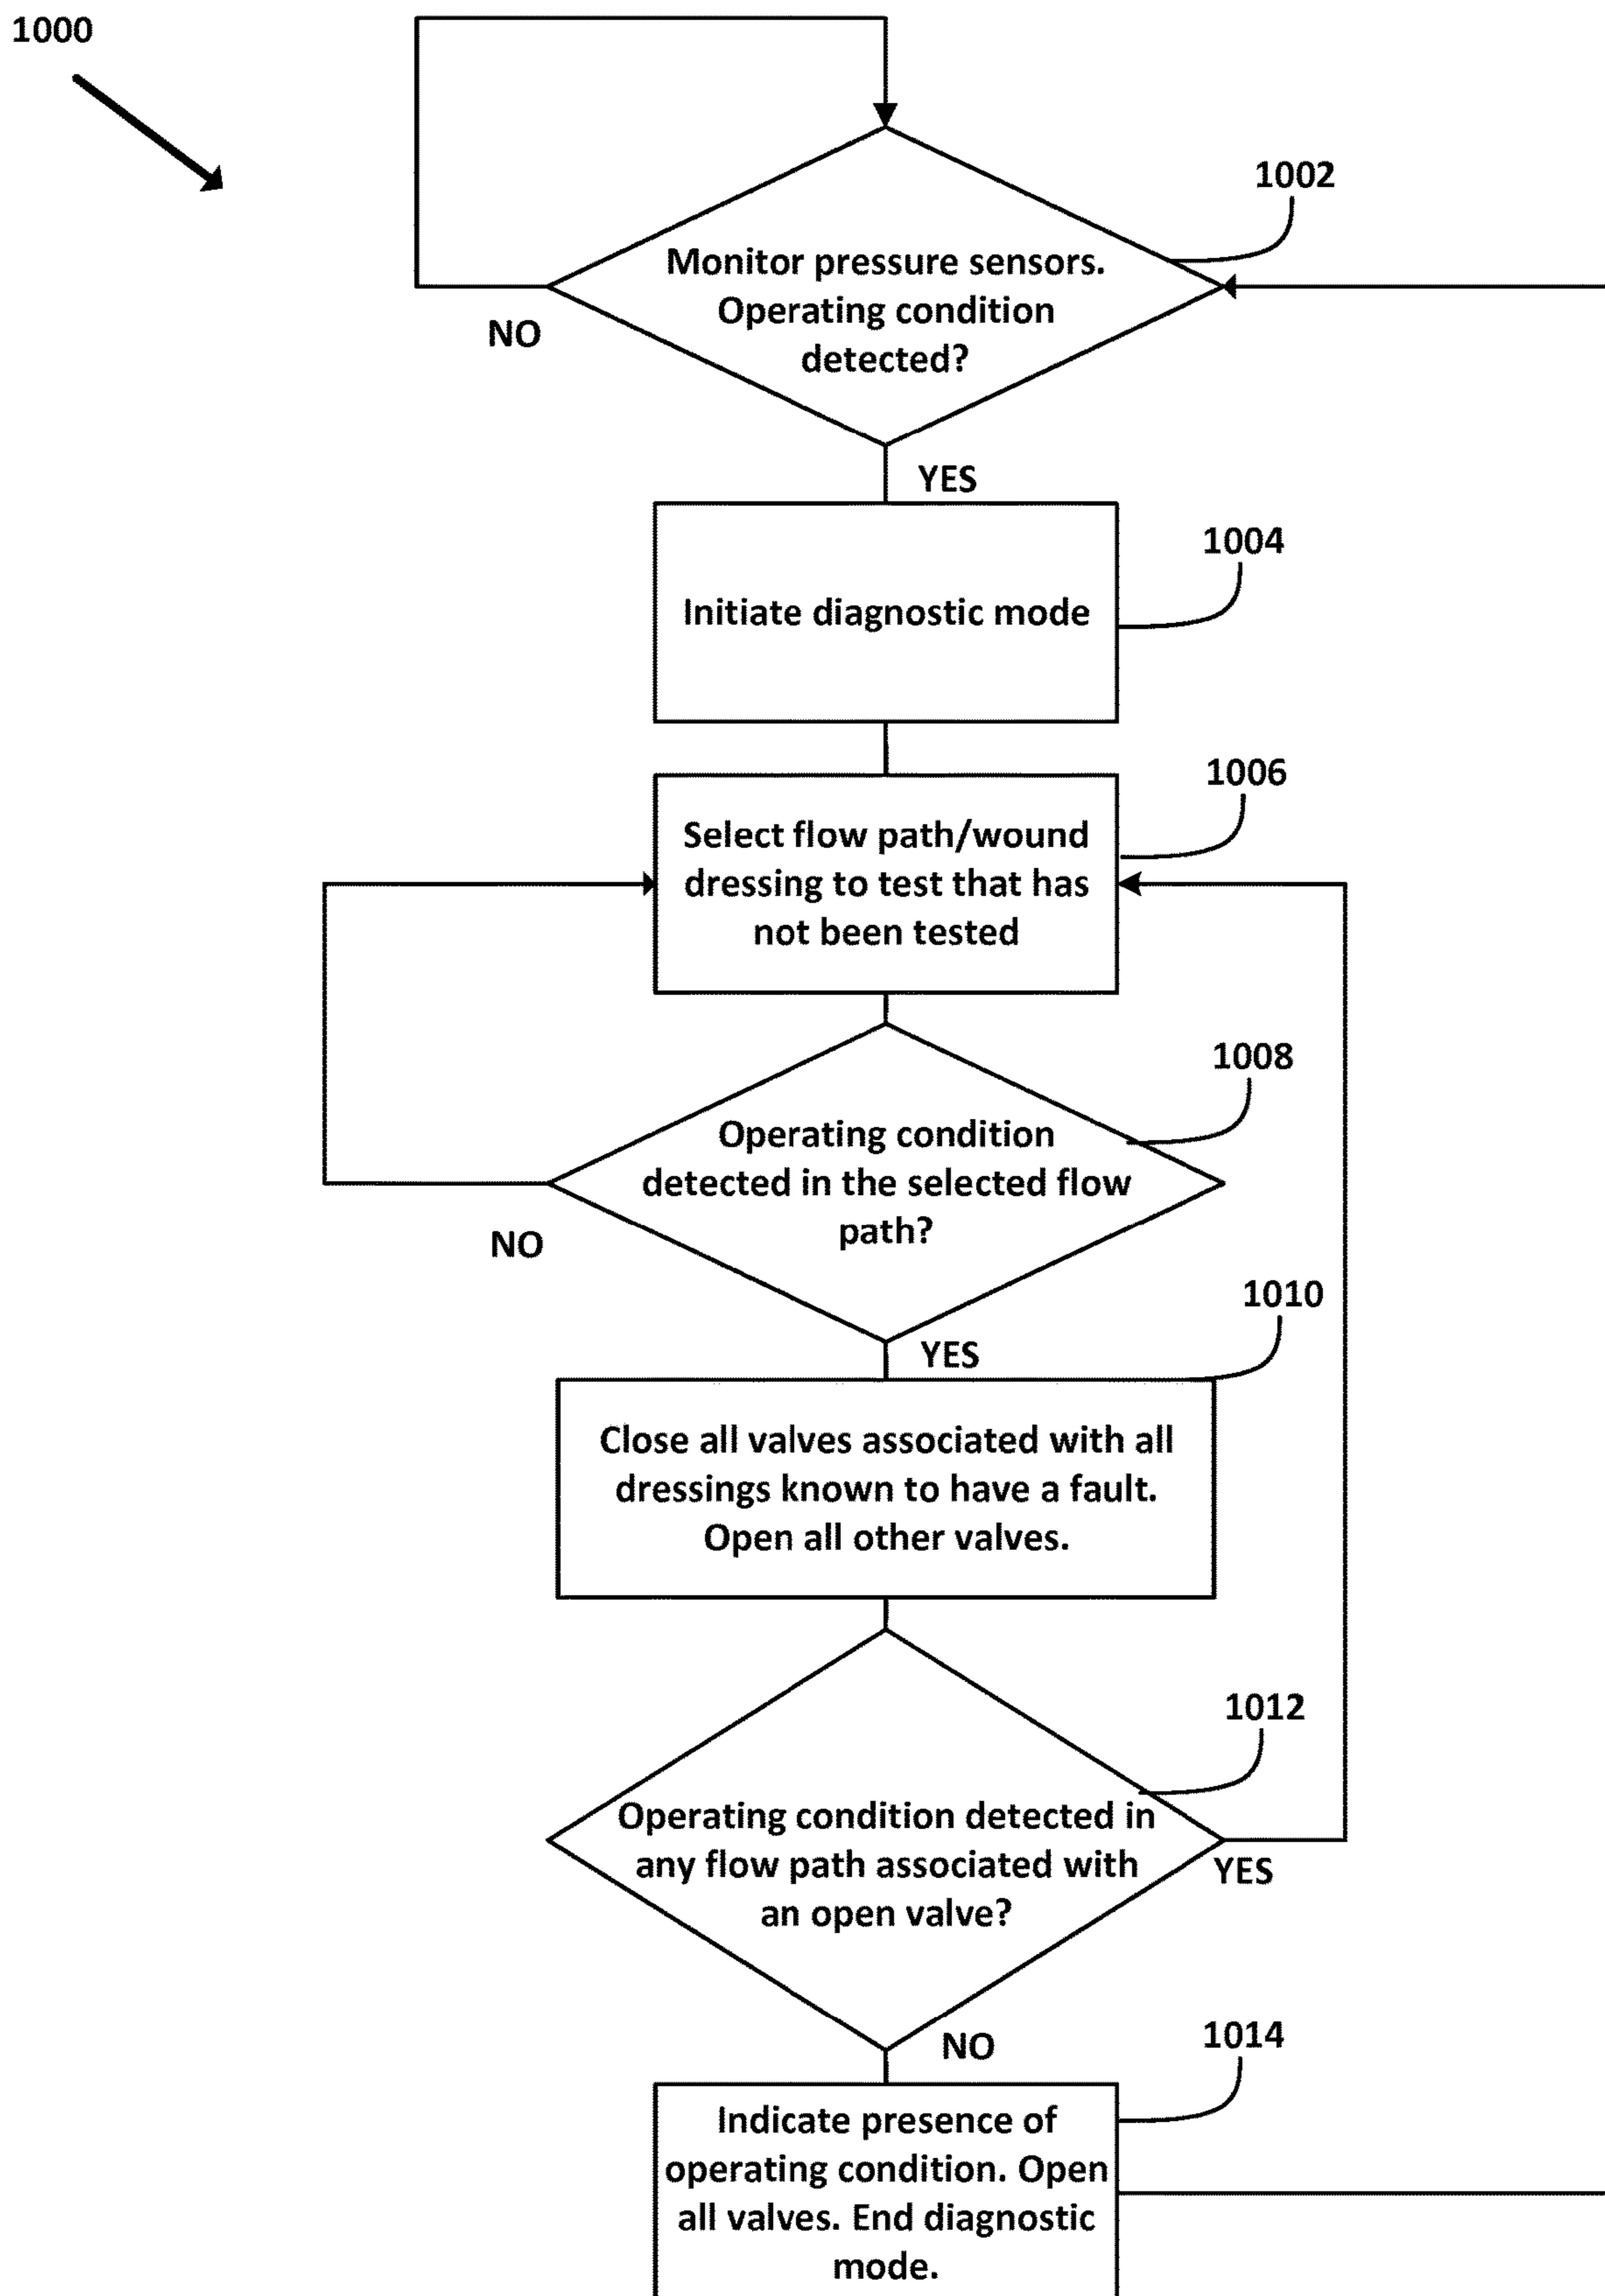 1000
1002
Monitor pressure sensors.
Operating condition
detected?
NO
YES
1004
Initiate diagnostic mode
1006
Select flow path/wound
dressing to test that has
not been tested
1008
Operating condition
detected in the selected flow
path?
NO
1010
YES
Close all valves associated with all
dressings known to have a fault.
Open all other valves.
1012
Operating condition detected in
any flow path associated with
an open valve?
YES
NO
1014
Indicate presence of
operating condition. Open
all valves. End diagnostic
mode.